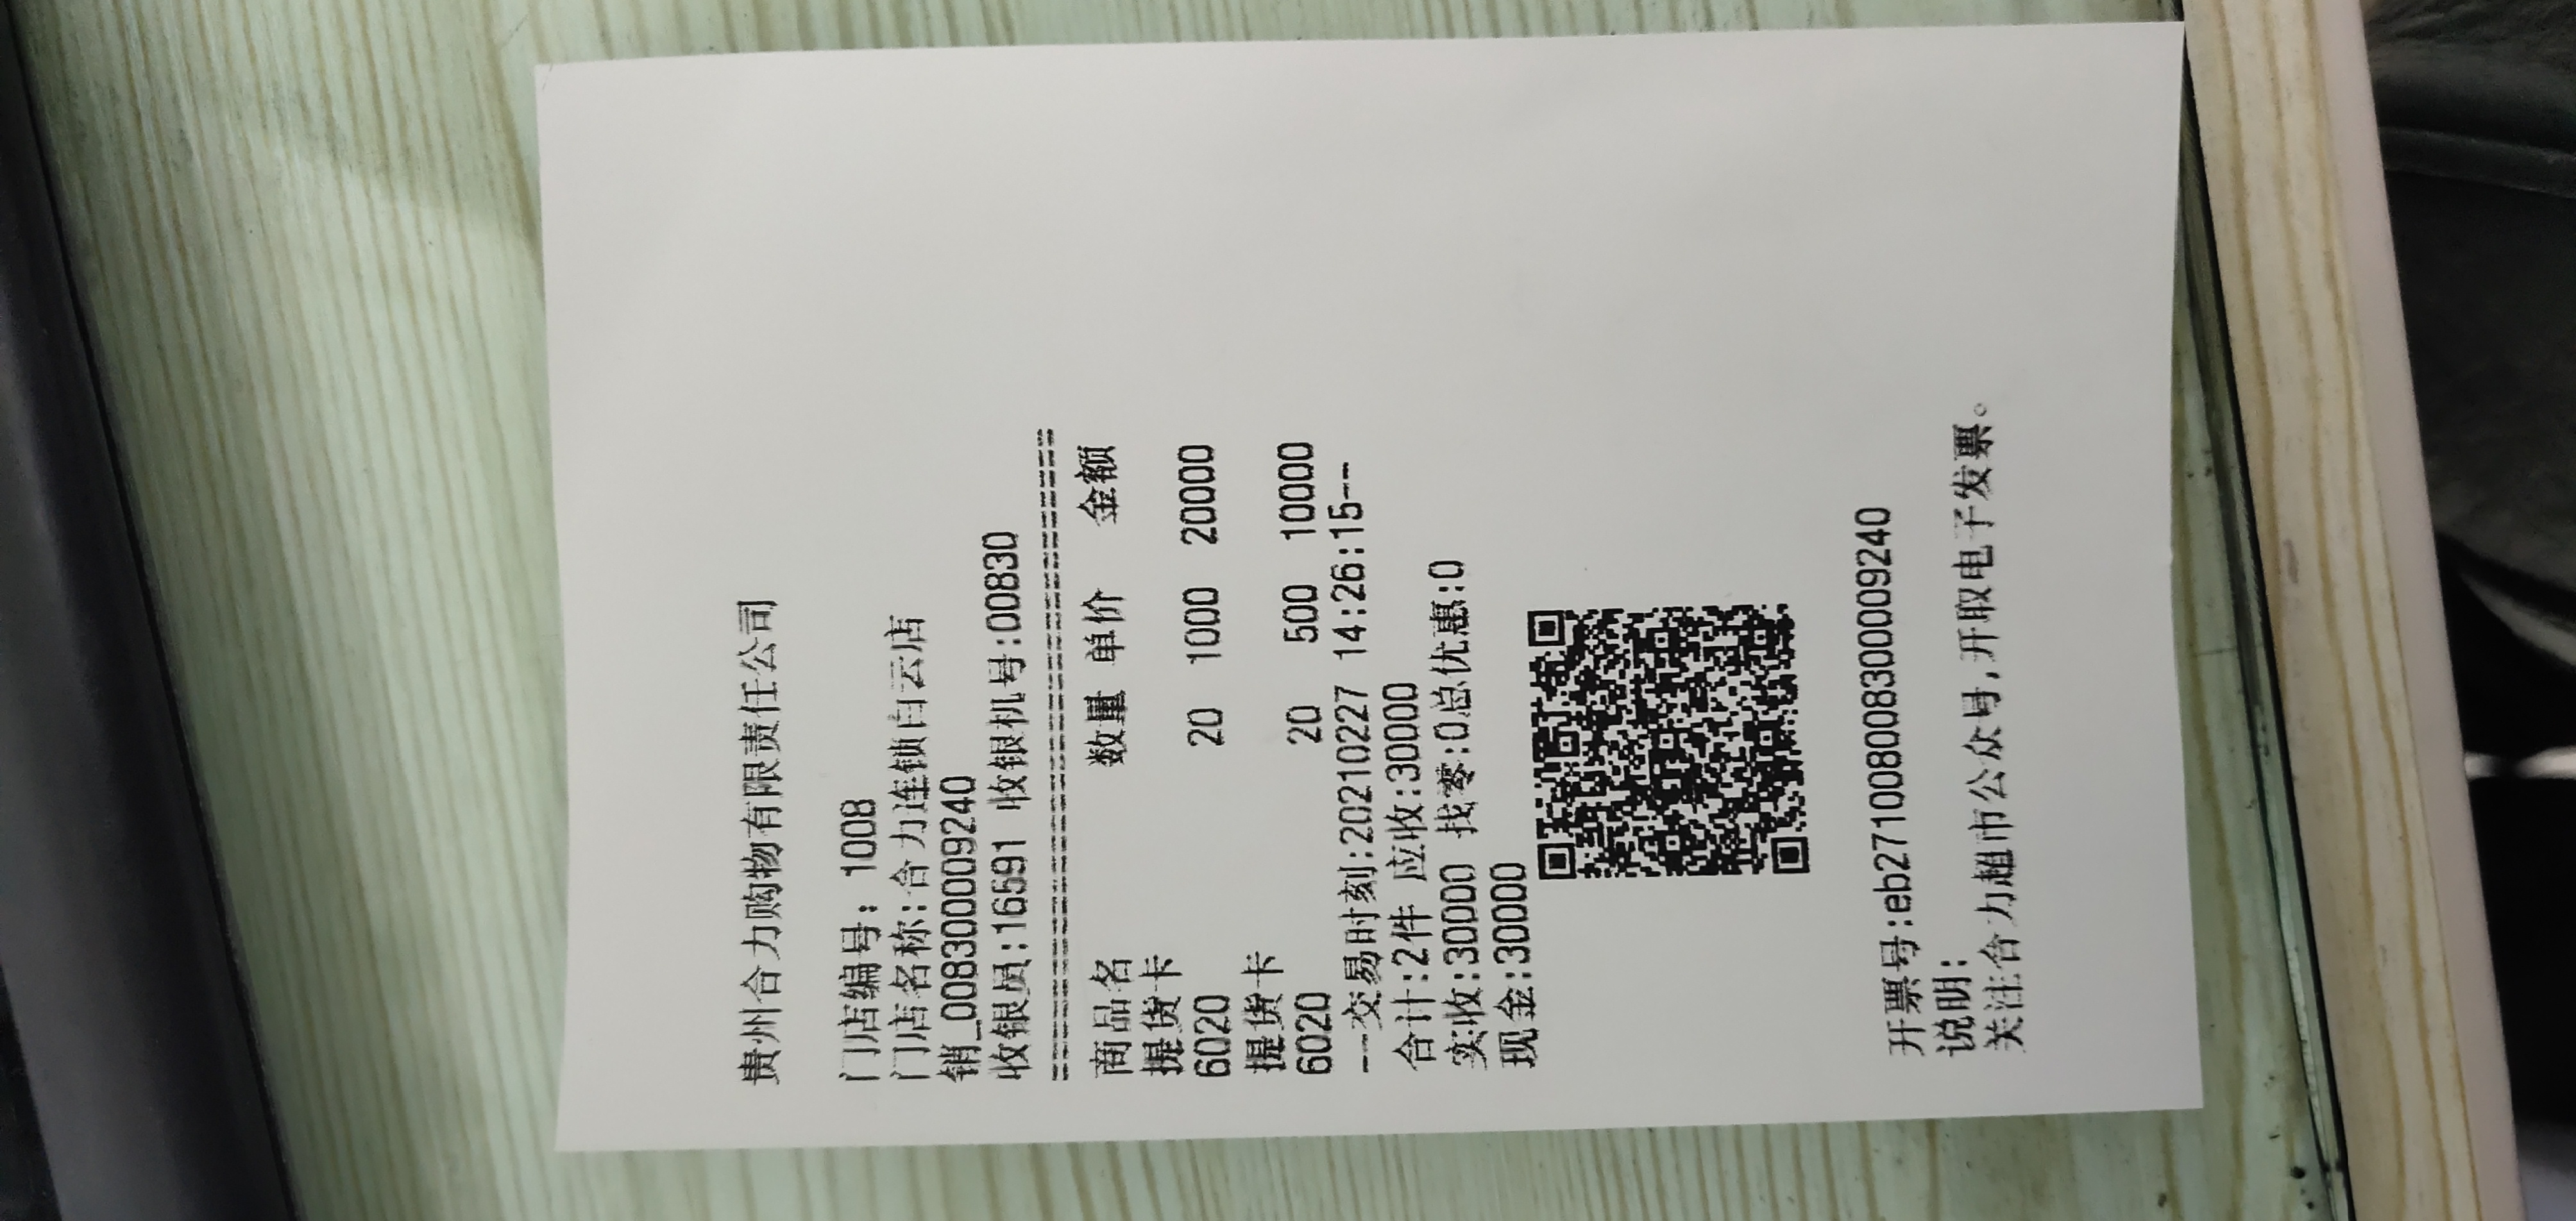 贵州合力购物有限责任公司
门店编号: 1008
门店名称:合力连锁白云店
销_0083000009240
收银员:16591 收银机号:00830
==================================
商品名 数量 单价 金额
提货卡
6020 20 1000 20000
提货卡
6020 20 500 10000
---交易时刻:20210227 14:26:15--
合计:2件 应收:30000
实收:30000 找零:0总优惠:0
现金:30000
开票号:eb271008008300009240
说明:
关注合力超市公众号,开取电子发票。